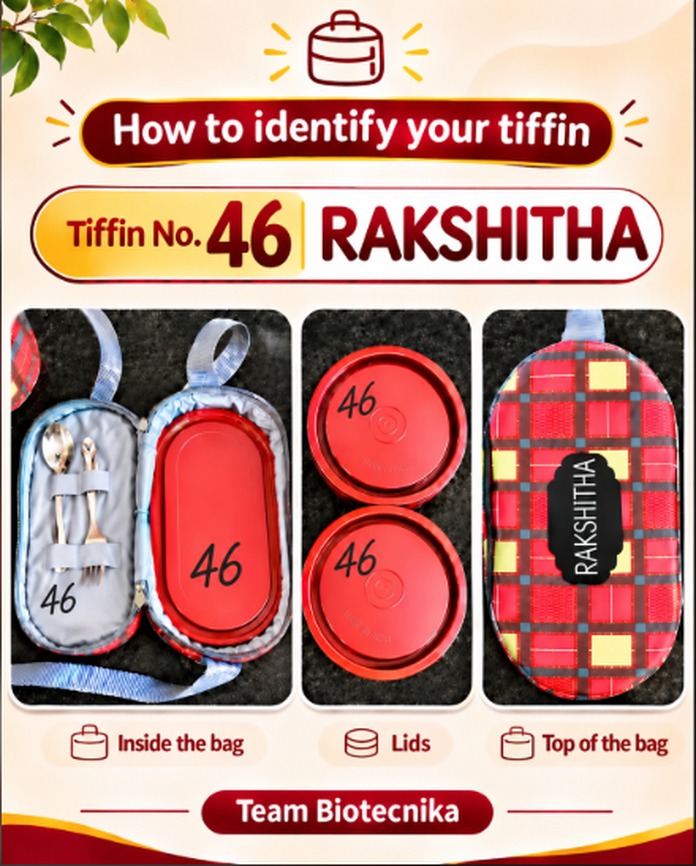 How to identify your tiffin
Tiffin No. 46 RAKSHITHA
46
46
46
46
RAKSHITHA
Inside the bag
Lids
Top of the bag
Team Biotecnika